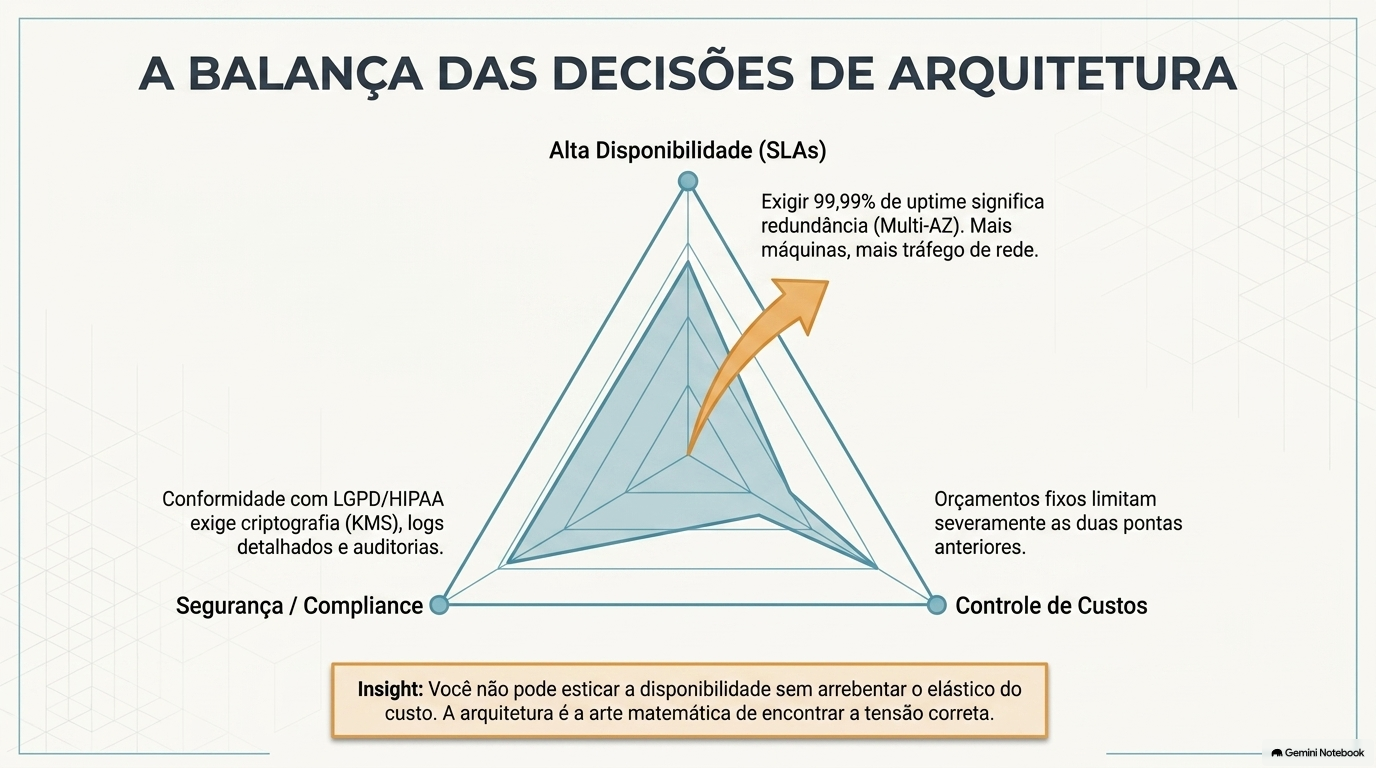 A BALANÇA DAS DECISÕES DE ARQUITETURA
Alta Disponibilidade (SLAs)
Exigir 99,99% de uptime significa
redundância (Multi-AZ). Mais
máquinas, mais tráfego de rede.
Conformidade com LGPD/HIPAA
exige criptografia (KMS), logs
detalhados e auditorias.
Segurança / Compliance
Orçamentos fixos limitam
severamente as duas pontas
anteriores.
Controle de Custos
Insight: Você não pode esticar a disponibilidade sem arrebentar o elástico do
custo. A arquitetura é a arte matemática de encontrar a tensão correta.
Gemini Notebook